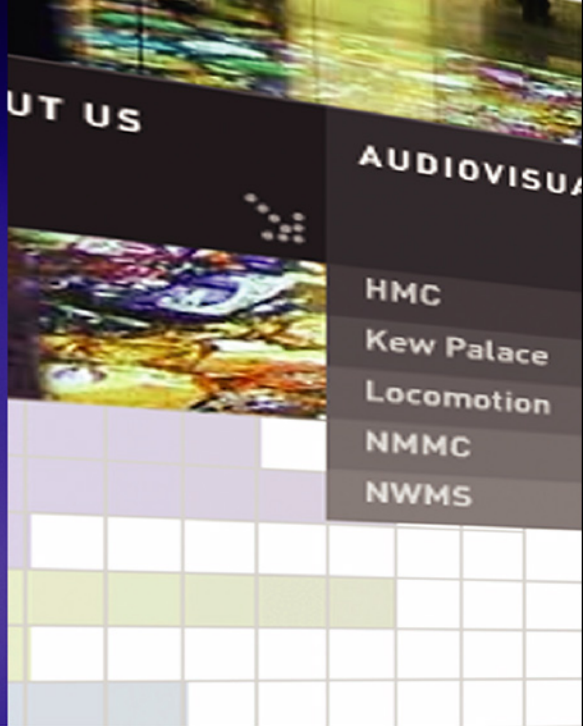 UT US
AUDIOVISUA
HMC
Kew Palace
Locomotion
NMMC
NWMS